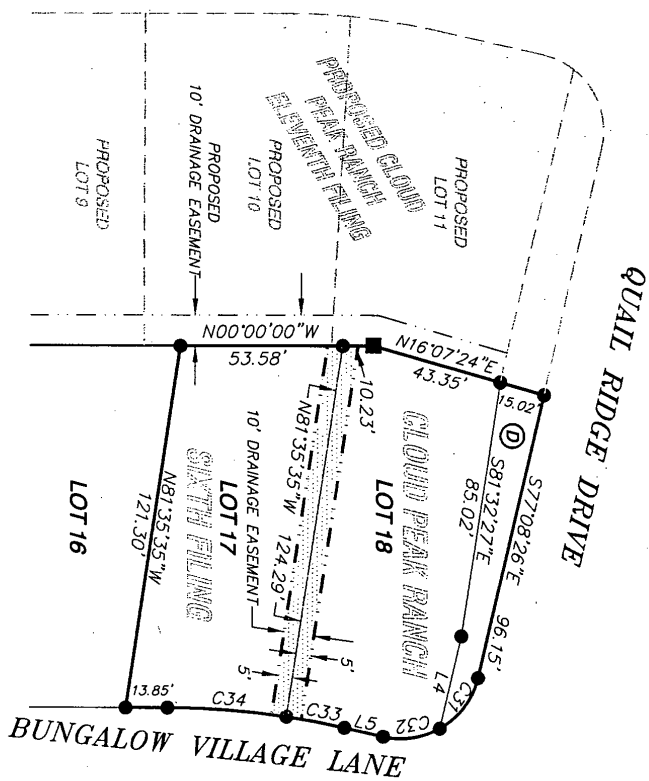 QUAIL RIDGE DRIVE
PROPOSED CLOUD
PEAK RANCH
ELEVENTH FILING
PROPOSED
LOT 11
PROPOSED
LOT 10
PROPOSED
10' DRAINAGE EASEMENT
PROPOSED
LOT 9
N00°00'00"W
53.58'
10.23'
N16°07'24"E
43.35'
15.02'
D
S81°32'27"E
85.02'
S77°08'26"E
96.15'
CLOUD PEAK RANCH
LOT 18
N81°35'35"W
124.29'
10' DRAINAGE EASEMENT
5'
5'
LOT 17
SIXTH FILING
N81°35'35"W
121.30'
LOT 16
13.85'
C34
C33
L5
C32
C31
L4
BUNGALOW VILLAGE LANE